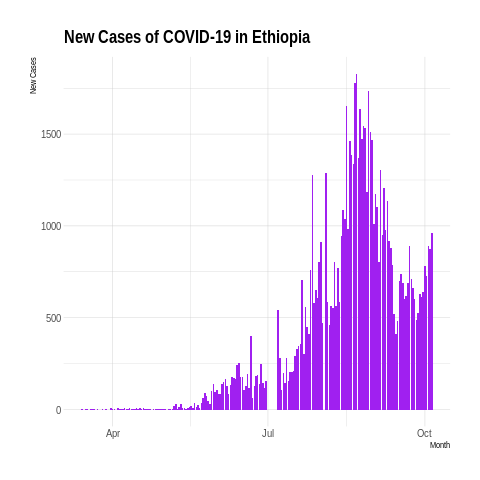 New Cases of COVID-19 in Ethiopia
New Cases
1500
1000
500
0
Apr
Jul
Oct
Month